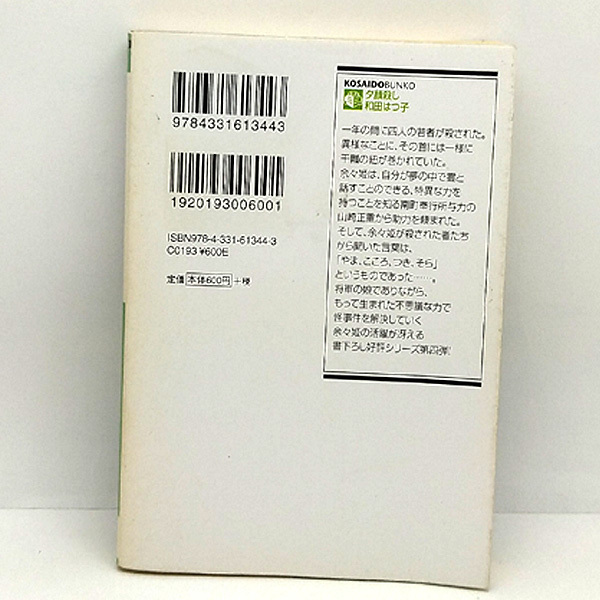 9784331613443
1920193006001
ISBN978-4-331-61344-3
C0193 ¥600E
定価 本体600円 +税
KOSAIDOBUNKO
夕顔殺し
和田はつ子
一年の間に四人の若者が殺された。
異様なことに、その首には一様に
干瓢の紐が巻かれていた。
余々姫は、自分が夢の中で霊と
話すことのできる、特異な力を
持つことを知る南町奉行所与力の
山崎正重から助力を頼まれた。
そして、余々姫が殺された者たち
から聞いた言葉は、
「やま、こころ、つき、そら」
というものであった……。
将軍の娘でありながら、
もって生まれた不思議な力で
怪事件を解決していく
余々姫の活躍が冴える
書下ろし好評シリーズ第四弾!